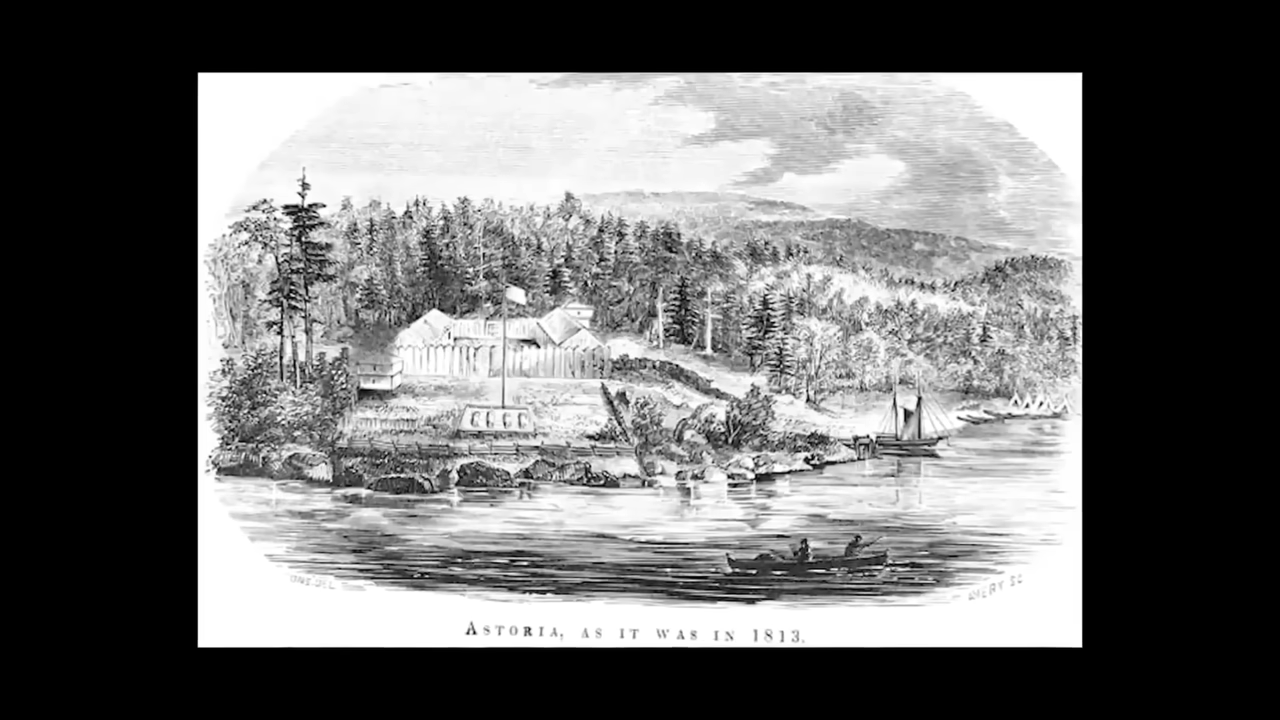 ASTORIA, AS IT WAS IN 1813.